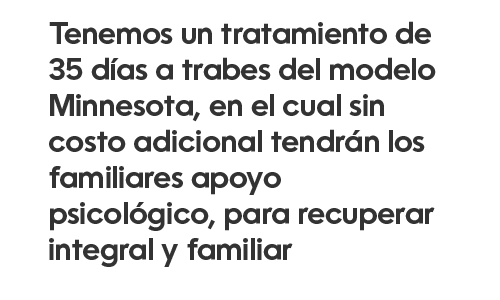 Tenemos un tratamiento de
35 días a trabes del modelo
Minnesota, en el cual sin
costo adicional tendrán los
familiares apoyo
psicológico, para recuperar
integral y familiar